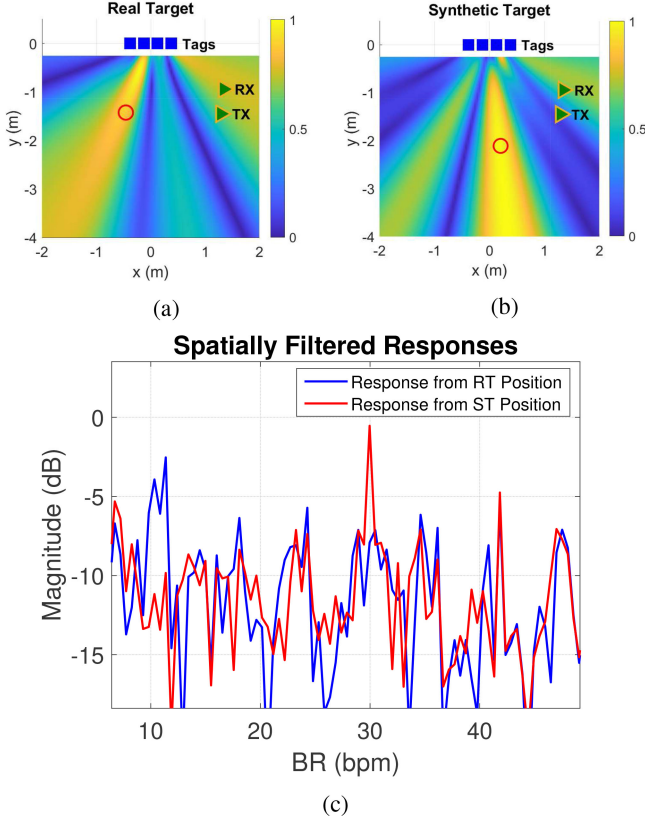 Real Target
Tags
RX
TX
0
-1
-2
-3
-4
y (m)
-2 -1 0 1 2
x (m)
1
0.5
0
(a)
Synthetic Target
Tags
RX
TX
0
-1
-2
-3
-4
y (m)
-2 -1 0 1 2
x (m)
1
0.5
0
(b)
Spatially Filtered Responses
Response from RT Position
Response from ST Position
0
-5
-10
-15
Magnitude (dB)
10 20 30 40
BR (bpm)
(c)